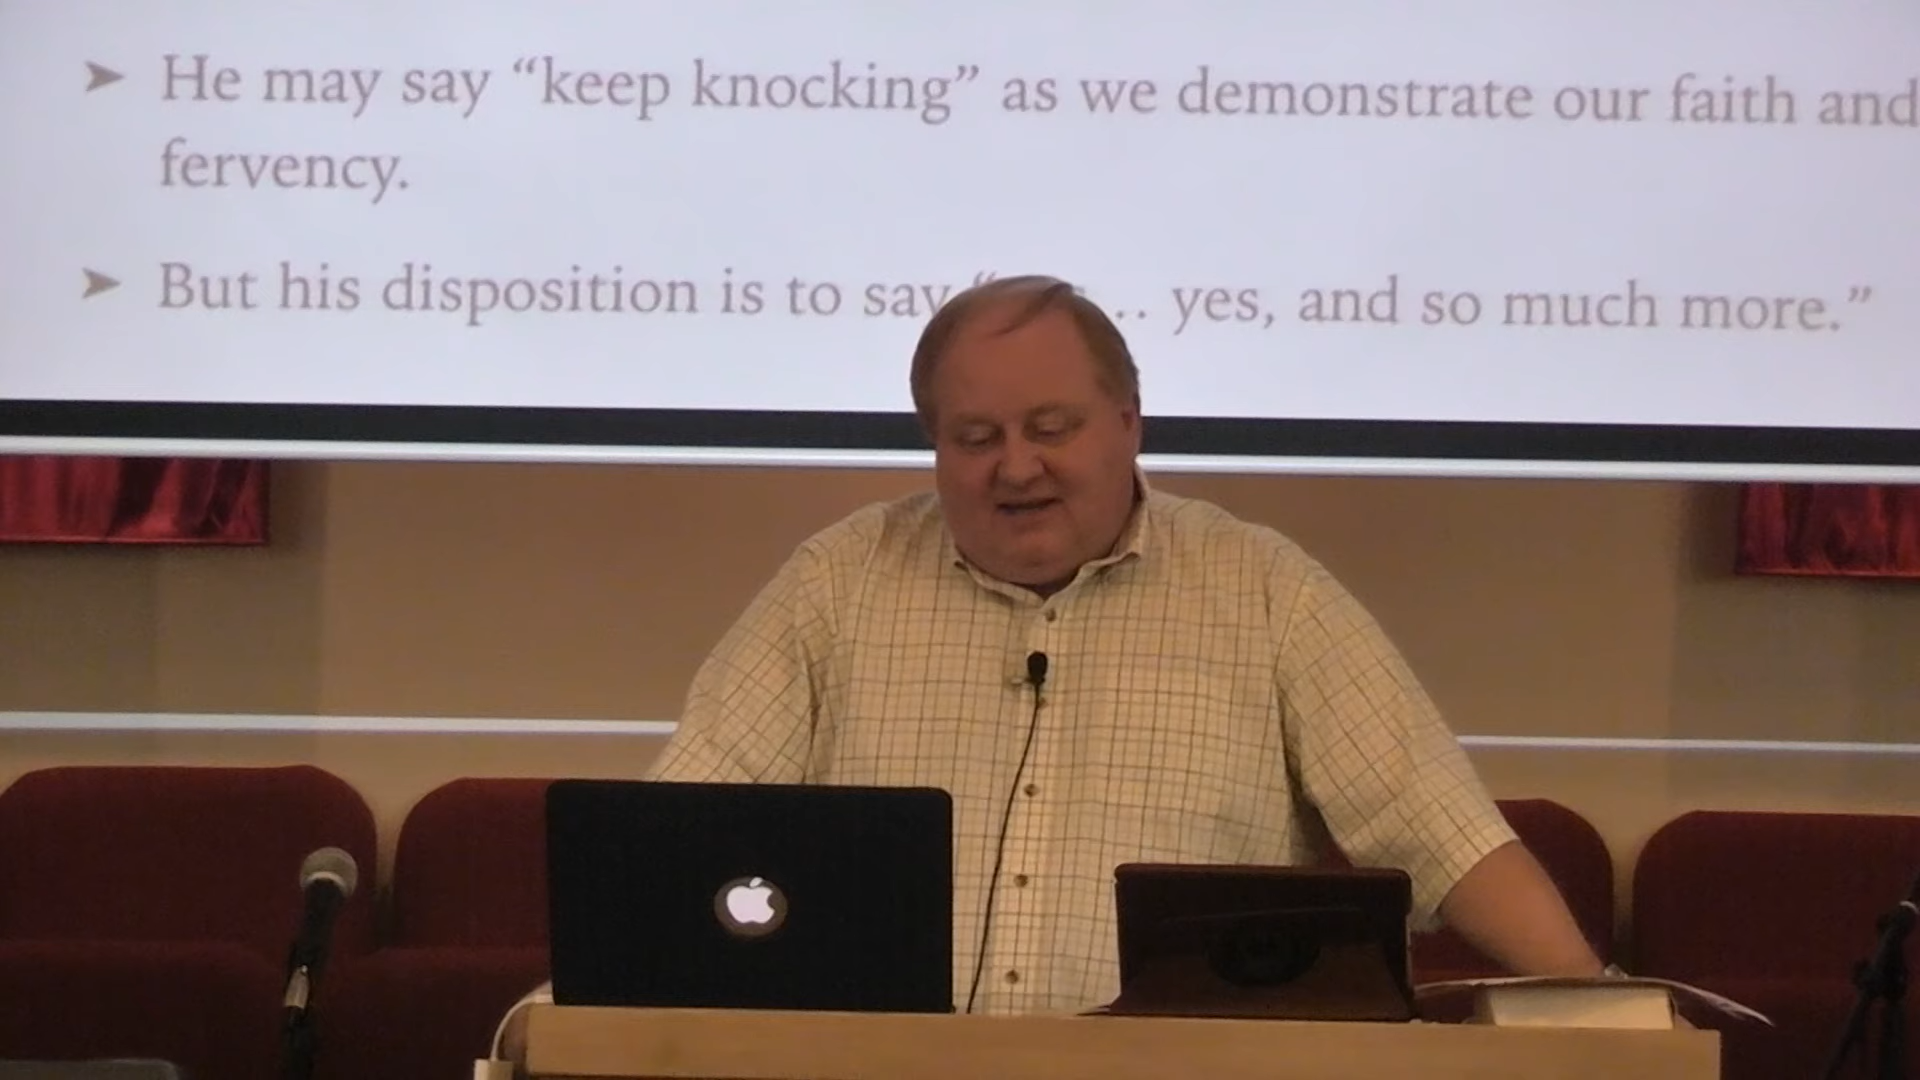 ➤ He may say “keep knocking” as we demonstrate our faith and
fervency.
➤ But his disposition is to say “ .. yes, and so much more.”